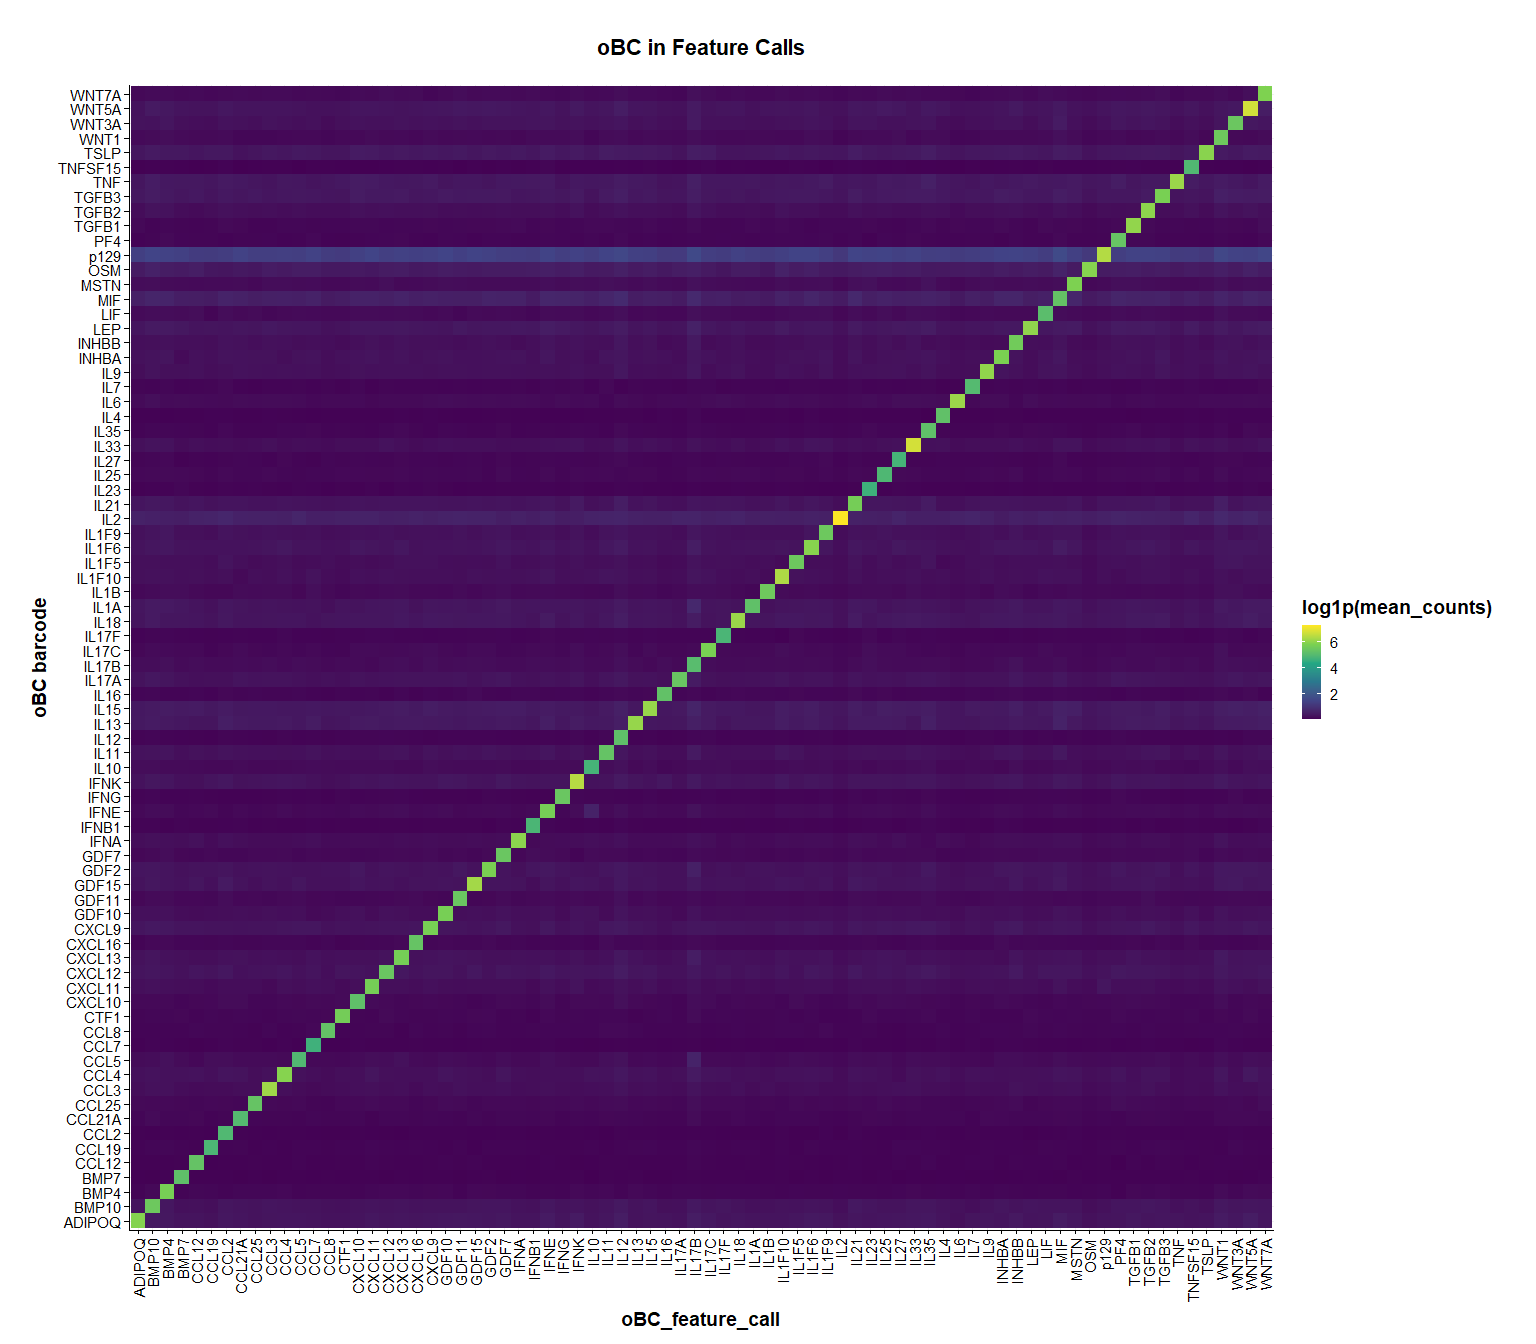 oBC in Feature Calls
WNT7A
WNT5A
WNT3A
WNT1
TSLP
TNFSF15
TNF
TGFB3
TGFB2
TGFB1
PF4
p129
OSM
MSTN
MIF
LIF
LEP
INHBB
INHBA
IL9
IL7
IL6
IL4
IL35
IL33
IL27
IL25
IL23
IL21
IL2
IL1F9
IL1F6
IL1F5
IL1F10
IL1B
IL1A
IL18
IL17F
IL17C
IL17B
IL17A
IL16
IL15
IL13
IL12
IL11
IL10
IFNK
IFNG
IFNE
IFNB1
IFNA
GDF7
GDF2
GDF15
GDF11
GDF10
CXCL9
CXCL16
CXCL13
CXCL12
CXCL11
CXCL10
CTF1
CCL8
CCL7
CCL5
CCL4
CCL3
CCL25
CCL21A
CCL2
CCL19
CCL12
BMP7
BMP4
BMP10
ADIPOQ
oBC barcode
ADIPOQ
BMP10
BMP4
BMP7
CCL12
CCL19
CCL2
CCL21A
CCL25
CCL3
CCL4
CCL5
CCL7
CCL8
CTF1
CXCL10
CXCL11
CXCL12
CXCL13
CXCL16
CXCL9
GDF10
GDF11
GDF15
GDF2
GDF7
IFNA
IFNB1
IFNE
IFNG
IFNK
IL10
IL11
IL12
IL13
IL15
IL16
IL17A
IL17B
IL17C
IL17F
IL18
IL1A
IL1B
IL1F10
IL1F5
IL1F6
IL1F9
IL2
IL21
IL23
IL25
IL27
IL33
IL35
IL4
IL6
IL7
IL9
INHBA
INHBB
LEP
LIF
MIF
MSTN
OSM
p129
PF4
TGFB1
TGFB2
TGFB3
TNF
TNFSF15
TSLP
WNT1
WNT3A
WNT5A
WNT7A
oBC_feature_call
log1p(mean_counts)
6
4
2